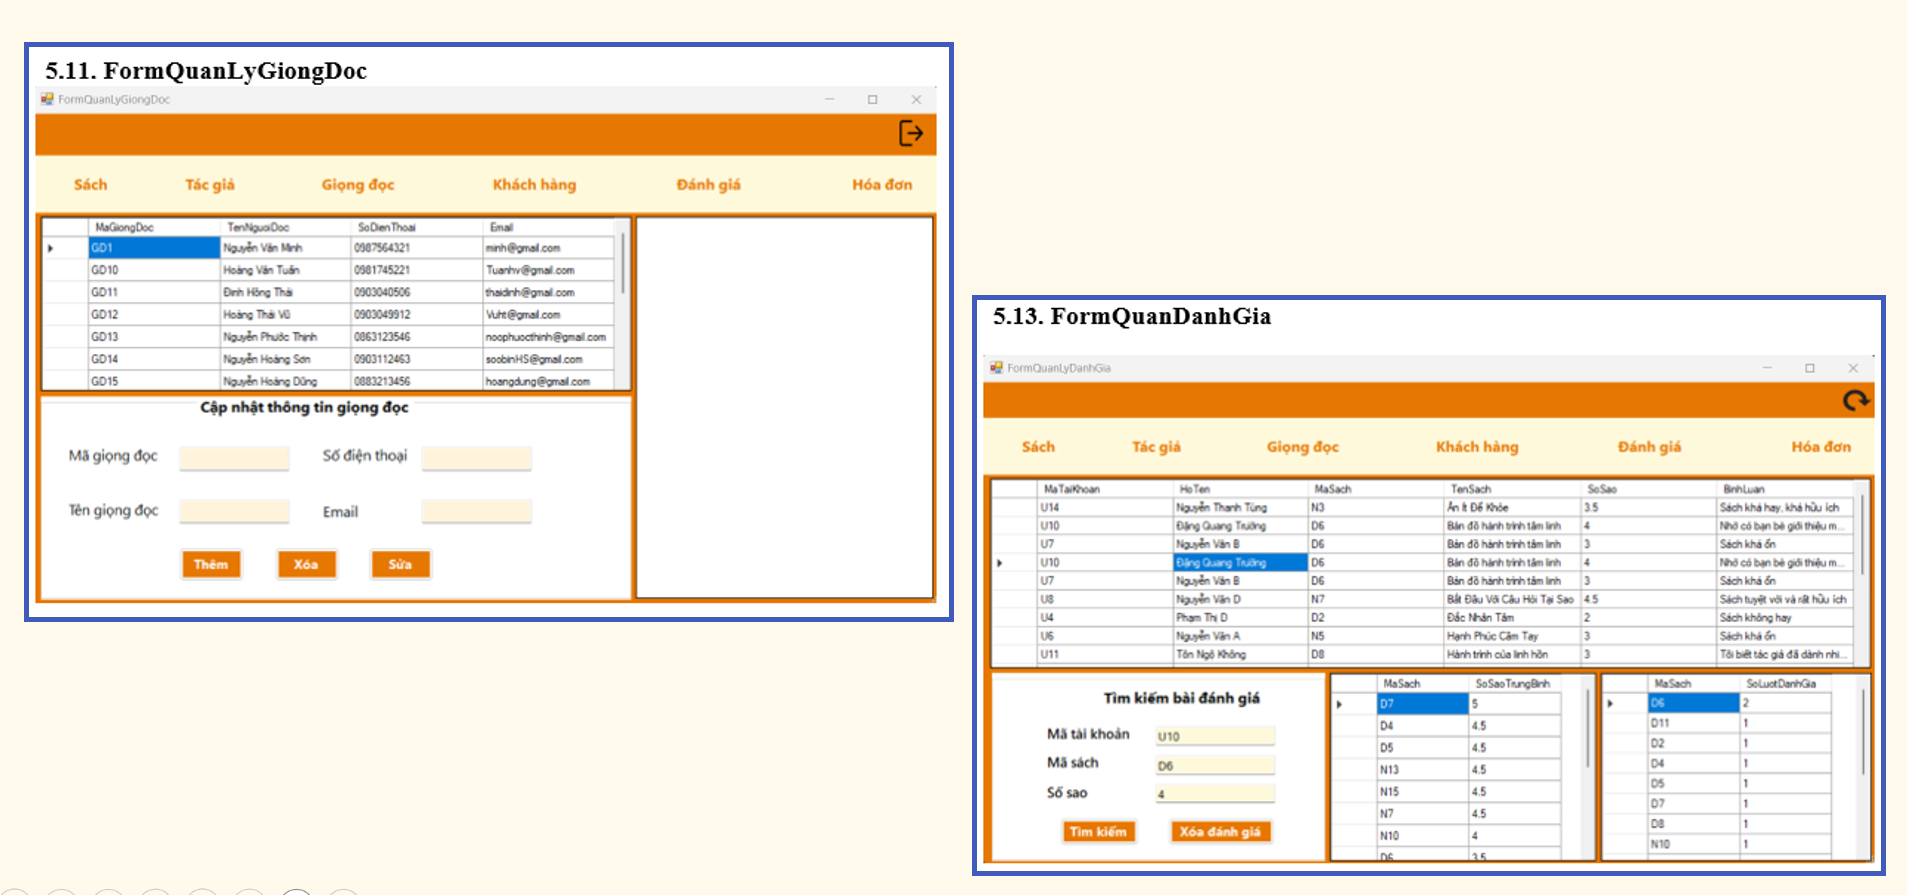 5.11. FormQuanLyGiongDoc
FormQuanLyGiongDoc
Sách Tác giả Giọng đọc Khách hàng Đánh giá Hóa đơn
MaGiongDoc TenNguoiDoc SoDienThoai Email
GD1 Nguyễn Văn Minh 0987564321 minh@gmail.com
GD10 Hoàng Văn Tuấn 0981745221 Tuanhv@gmail.com
GD11 Đinh Hồng Thái 0903040506 thaidinh@gmail.com
GD12 Hoàng Thái Vũ 0903049912 Vuht@gmail.com
GD13 Nguyễn Phước Thịnh 0863123546 noophuocthinh@gmail.com
GD14 Nguyễn Hoàng Sơn 0903112463 soobinHS@gmail.com
GD15 Nguyễn Hoàng Dũng 0883213456 hoangdung@gmail.com
Cập nhật thông tin giọng đọc
Mã giọng đọc Số điện thoại
Tên giọng đọc Email
Thêm Xóa Sửa
5.13. FormQuanDanhGia
FormQuanLyDanhGia
Sách Tác giả Giọng đọc Khách hàng Đánh giá Hóa đơn
MaTaiKhoan HoTen MaSach TenSach SoSao BinhLuan
U14 Nguyễn Thanh Tùng N3 Ăn Ít Để Khỏe 3.5 Sách khá hay, khá hữu ích
U10 Đặng Quang Trường D6 Bản đồ hành trình tâm linh 4 Nhờ có bạn bè giới thiệu m...
U7 Nguyễn Văn B D6 Bản đồ hành trình tâm linh 3 Sách khá ổn
U10 Đặng Quang Trường D6 Bản đồ hành trình tâm linh 4 Nhờ có bạn bè giới thiệu m...
U7 Nguyễn Văn B D6 Bản đồ hành trình tâm linh 3 Sách khá ổn
U8 Nguyễn Văn D N7 Bắt Đầu Với Câu Hỏi Tại Sao 4.5 Sách tuyệt vời và rất hữu ích
U4 Phạm Thị D D2 Đắc Nhân Tâm 2 Sách không hay
U6 Nguyễn Văn A N5 Hạnh Phúc Cầm Tay 3 Sách khá ổn
U11 Tôn Ngộ Không D8 Hành trình của linh hồn 3 Tôi biết tác giả đã dành nhi...
Tìm kiếm bài đánh giá
Mã tài khoản U10
Mã sách D6
Số sao 4
Tìm kiếm Xóa đánh giá
MaSach SoSaoTrungBinh
D7 5
D4 4.5
D5 4.5
N13 4.5
N15 4.5
N7 4.5
N10 4
D6 3.5
MaSach SoLuotDanhGia
D6 2
D11 1
D2 1
D4 1
D5 1
D7 1
D8 1
N10 1